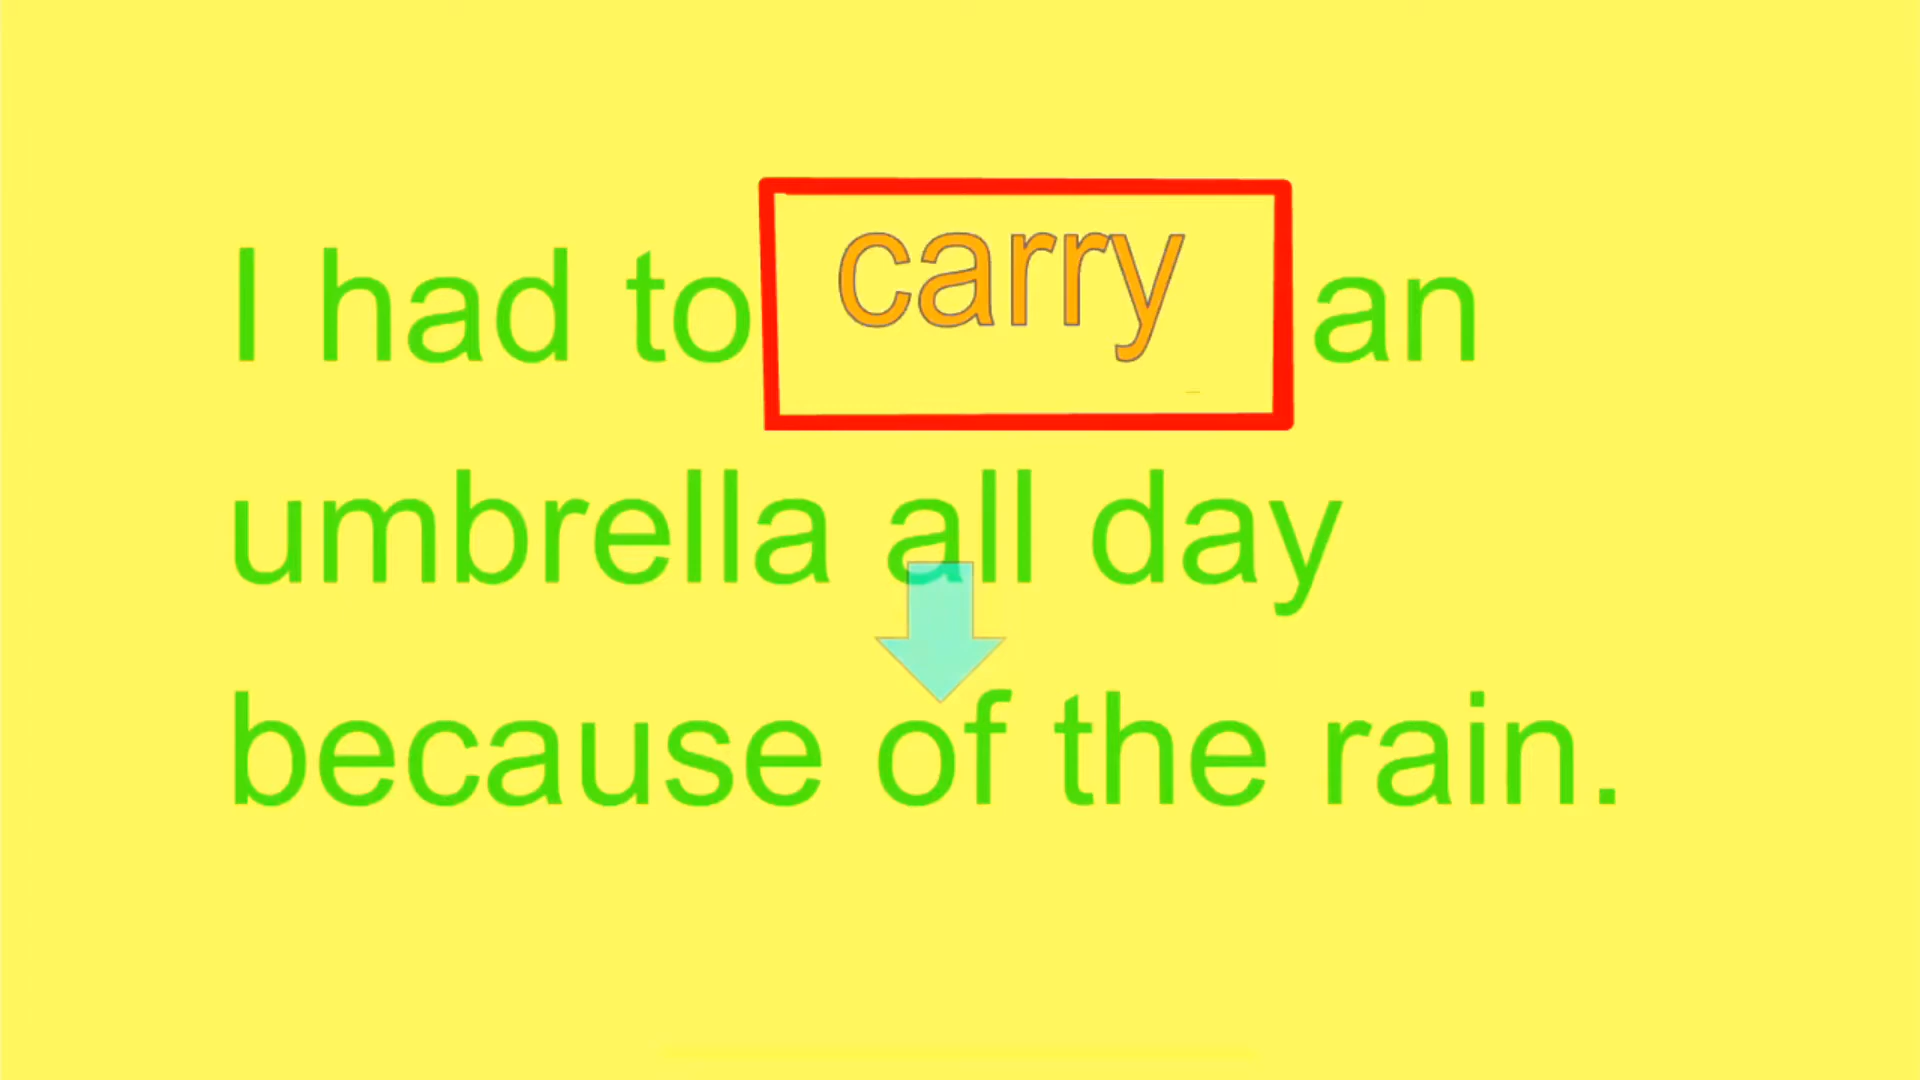 I had to carry an
umbrella all day
because of the rain.